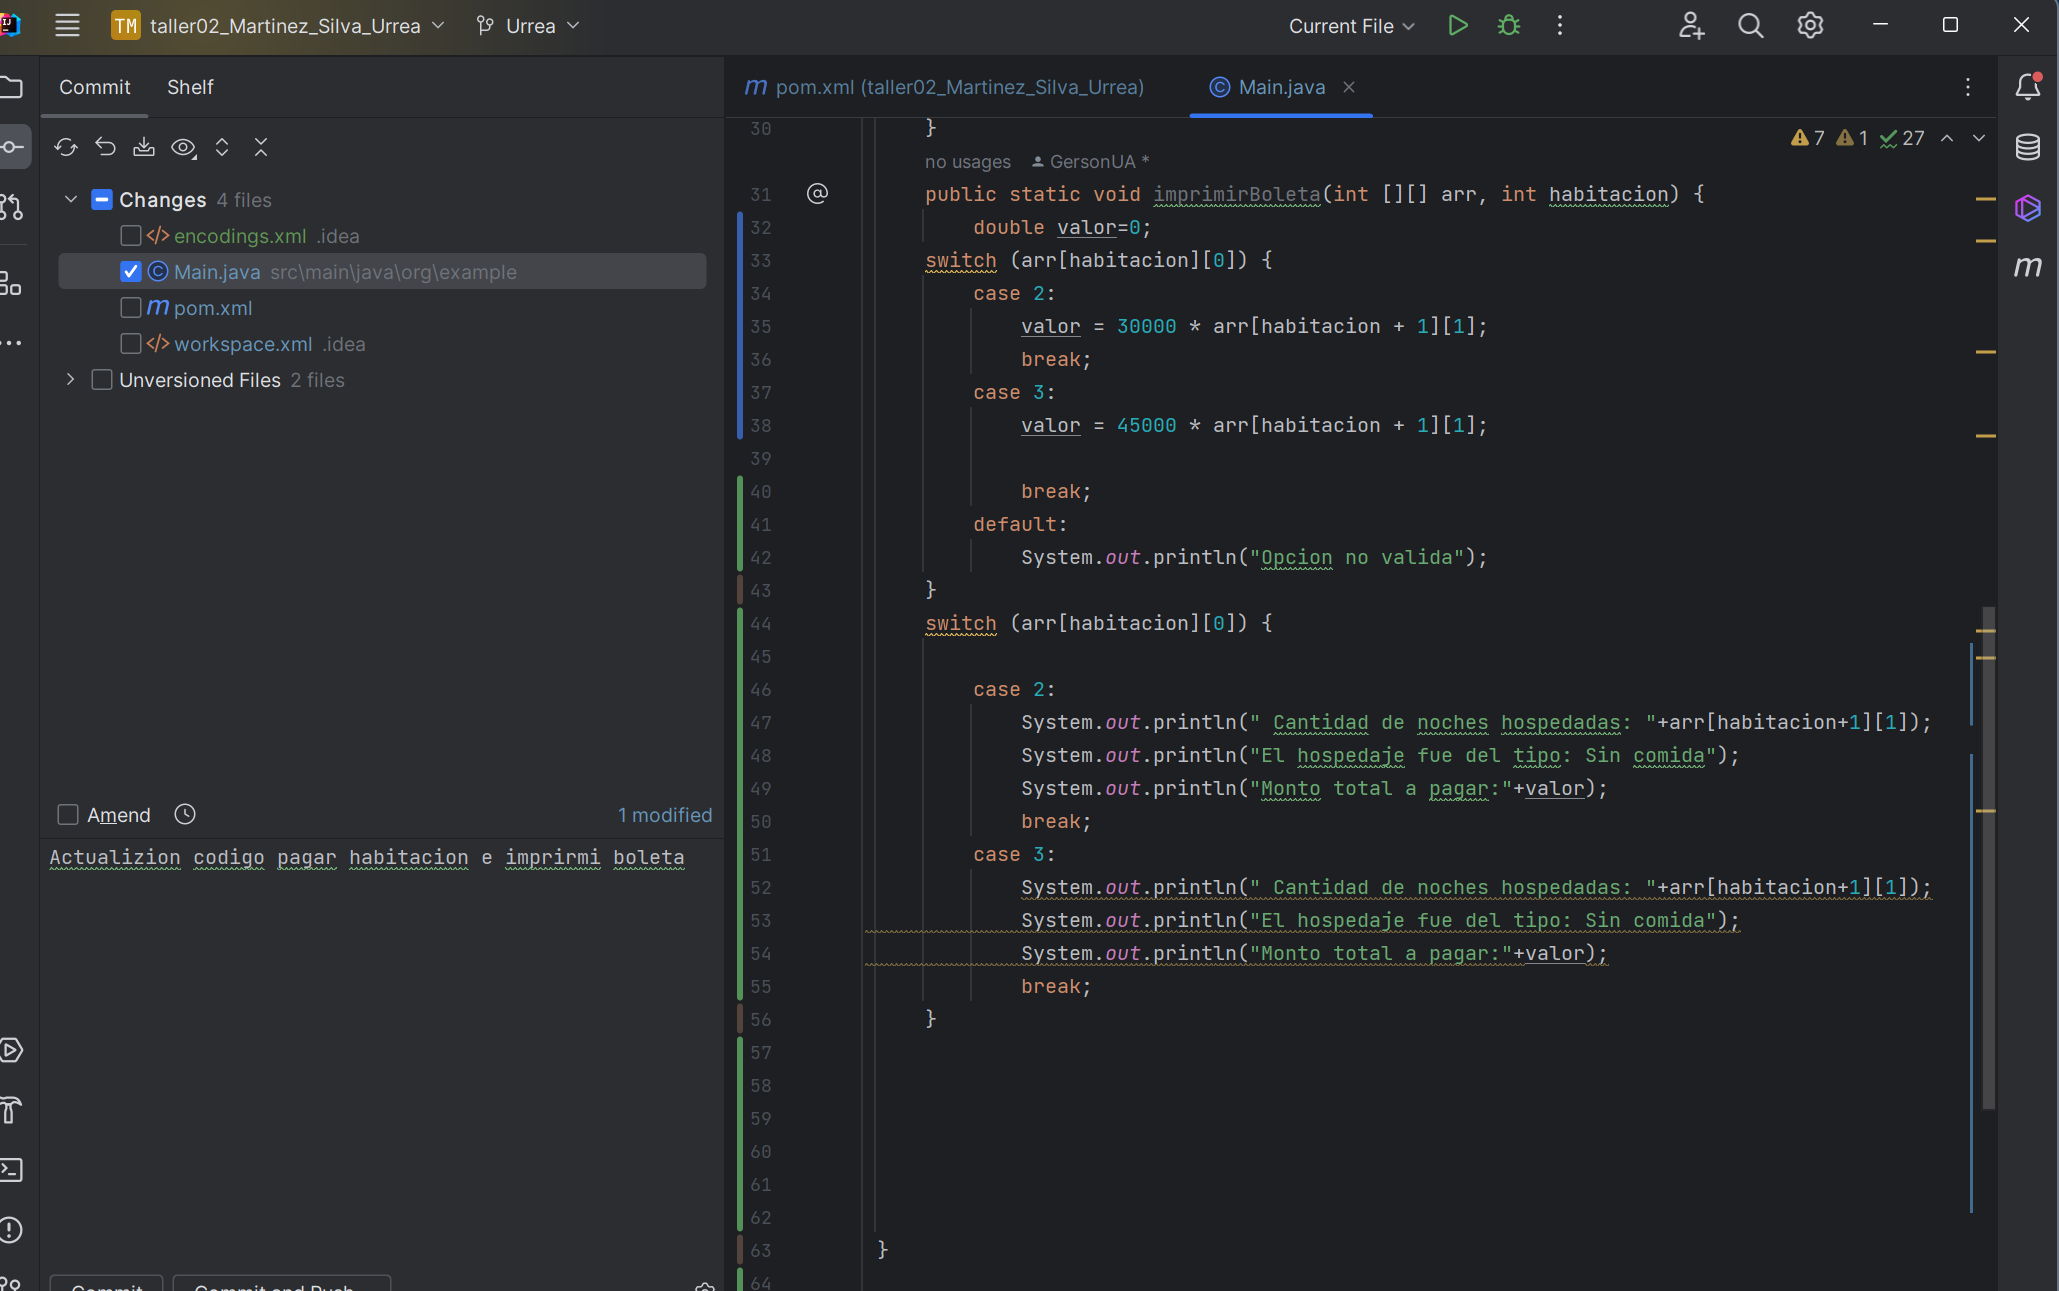 TM taller02_Martinez_Silva_Urrea Urrea Current File
Commit Shelf
pom.xml (taller02_Martinez_Silva_Urrea) Main.java
Changes 4 files
encodings.xml .idea
Main.java src\main\java\org\example
pom.xml
workspace.xml .idea
Unversioned Files 2 files
Amend 1 modified
Actualizion codigo pagar habitacion e imprirmi boleta
Commit Commit and Push...
7 1 27
30 }
no usages GersonUA *
31 public static void imprimirBoleta(int [][] arr, int habitacion) {
32 double valor=0;
33 switch (arr[habitacion][0]) {
34 case 2:
35 valor = 30000 * arr[habitacion + 1][1];
36 break;
37 case 3:
38 valor = 45000 * arr[habitacion + 1][1];
39
40 break;
41 default:
42 System.out.println("Opcion no valida");
43 }
44 switch (arr[habitacion][0]) {
45
46 case 2:
47 System.out.println(" Cantidad de noches hospedadas: "+arr[habitacion+1][1]);
48 System.out.println("El hospedaje fue del tipo: Sin comida");
49 System.out.println("Monto total a pagar:"+valor);
50 break;
51 case 3:
52 System.out.println(" Cantidad de noches hospedadas: "+arr[habitacion+1][1]);
53 System.out.println("El hospedaje fue del tipo: Sin comida");
54 System.out.println("Monto total a pagar:"+valor);
55 break;
56 }
57
58
59
60
61
62
63 }
64